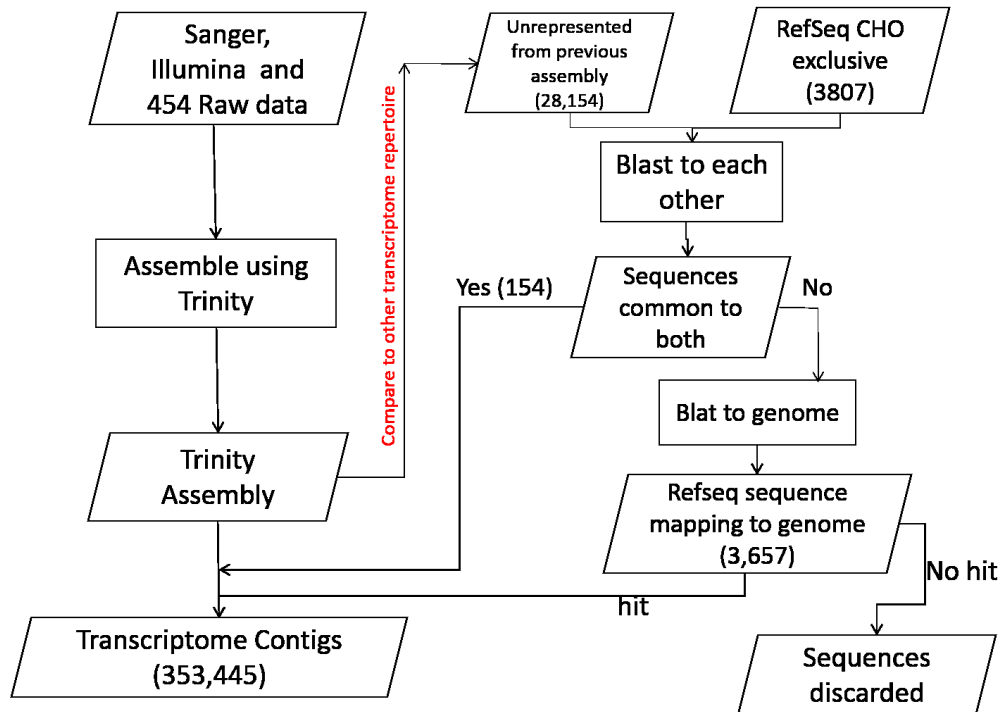 Sanger,
Illumina and
454 Raw data
Unrepresented
from previous
assembly
(28,154)
RefSeq CHO
exclusive
(3807)
Compare to other transcriptome repertoire
Blast to each
other
Assemble using
Trinity
Yes (154)
Sequences
common to
both
No
Blat to genome
Trinity
Assembly
Refseq sequence
mapping to genome
(3,657)
No hit
hit
Transcriptome Contigs
(353,445)
Sequences
discarded